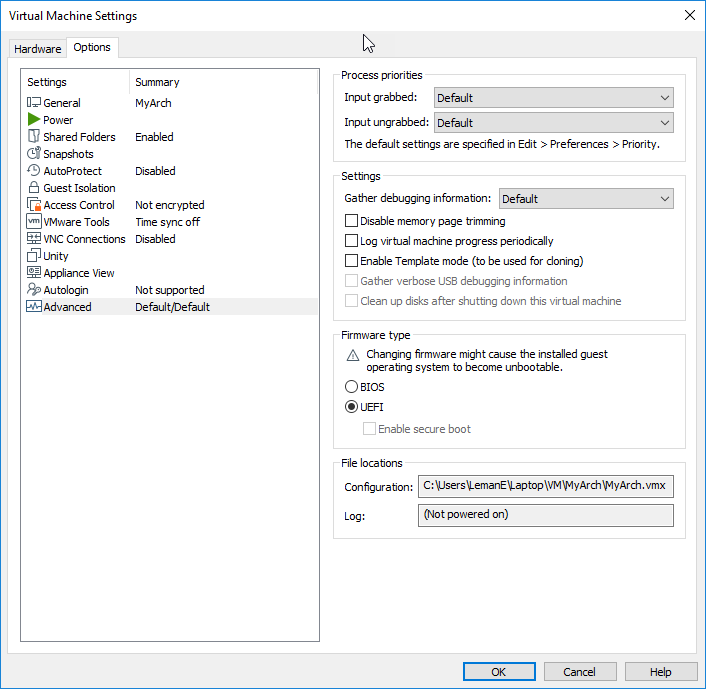 Virtual Machine Settings
Hardware Options
Settings Summary
General MyArch
Power
Shared Folders Enabled
Snapshots
AutoProtect Disabled
Guest Isolation
Access Control Not encrypted
vm VMware Tools Time sync off
VNC Connections Disabled
Unity
Appliance View
Autologin Not supported
Advanced Default/Default
Process priorities
Input grabbed: Default
Input ungrabbed: Default
The default settings are specified in Edit > Preferences > Priority.
Settings
Gather debugging information: Default
Disable memory page trimming
Log virtual machine progress periodically
Enable Template mode (to be used for cloning)
Gather verbose USB debugging information
Clean up disks after shutting down this virtual machine
Firmware type
Changing firmware might cause the installed guest
operating system to become unbootable.
BIOS
UEFI
Enable secure boot
File locations
Configuration: C:\Users\LemanE\Laptop\VM\MyArch\MyArch.vmx
Log: (Not powered on)
OK Cancel Help